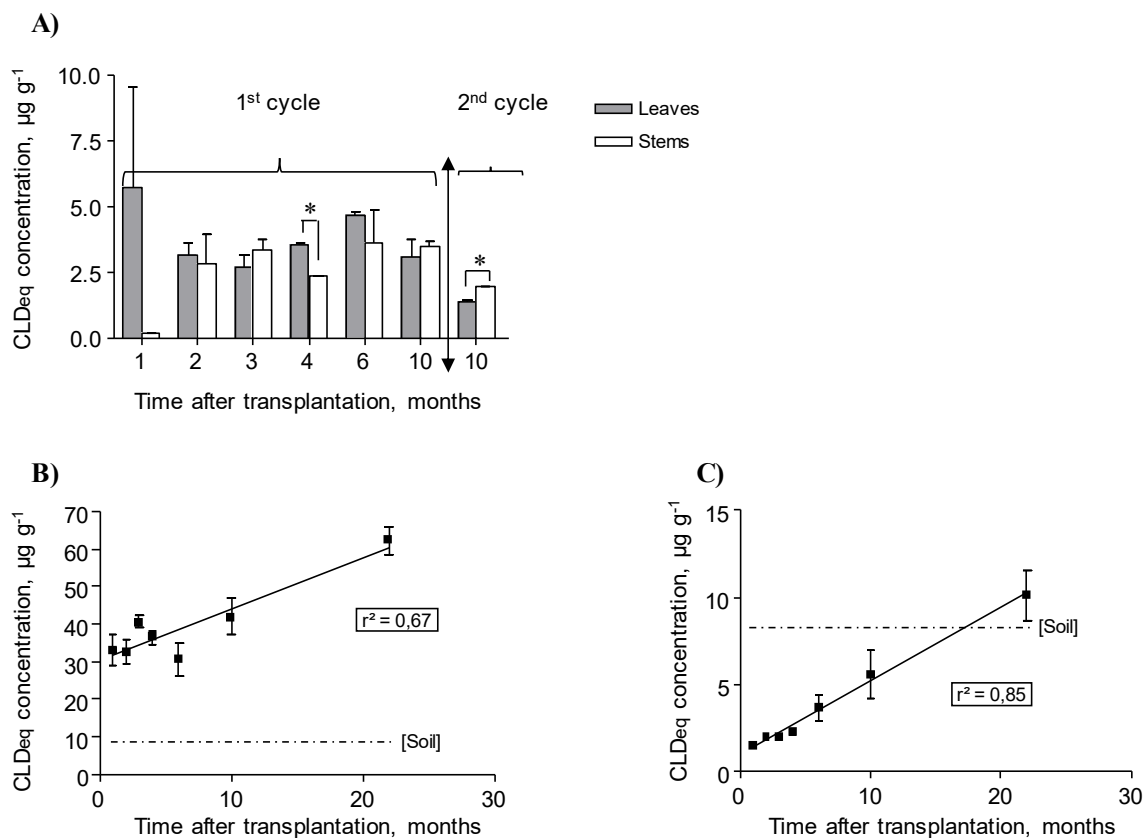 A)
CLDeq concentration, µg g-1
10.0
7.5
5.0
2.5
0.0
1st cycle
2nd cycle
Leaves
Stems
*
*
1 2 3 4 6 10 10
Time after transplantation, months
B)
CLDeq concentration, µg g-1
70
60
50
40
30
20
10
0
r² = 0,67
[Soil]
0 10 20 30
Time after transplantation, months
C)
CLDeq concentration, µg g-1
15
10
5
0
[Soil]
r² = 0,85
0 10 20 30
Time after transplantation, months